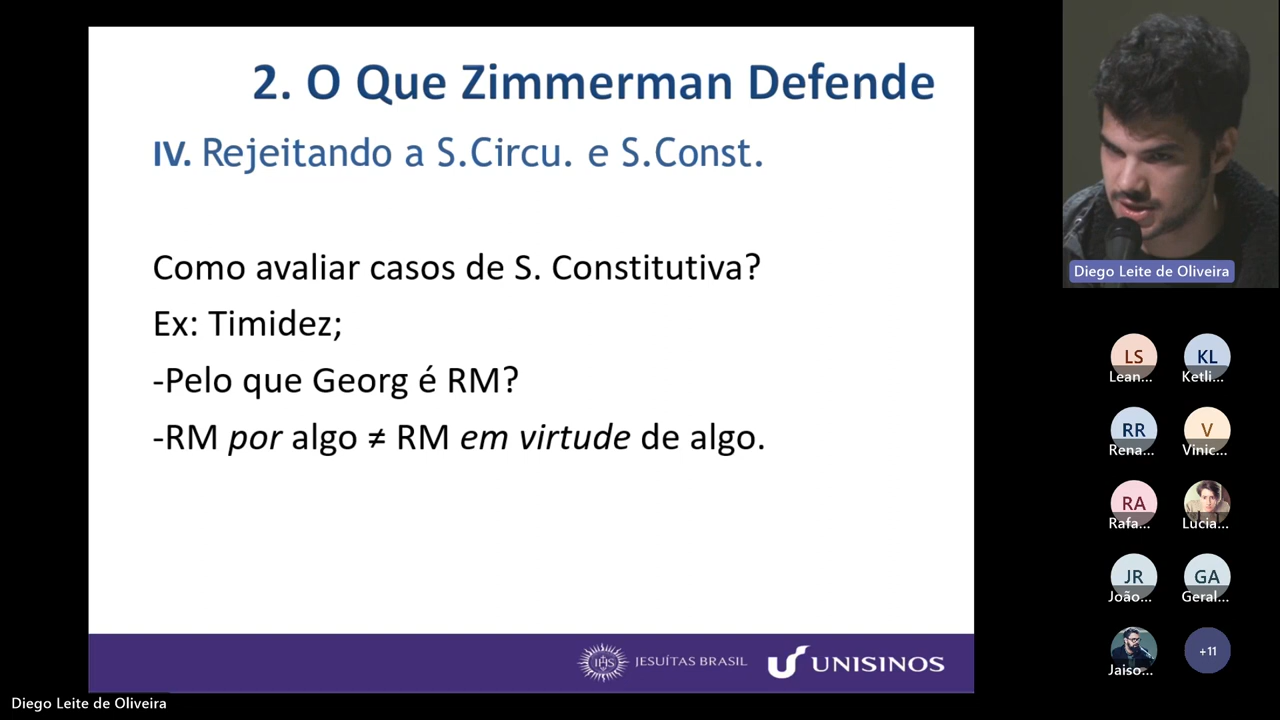 2. O Que Zimmerman Defende
IV. Rejeitando a S.Circu. e S.Const.
Como avaliar casos de S. Constitutiva?
Ex: Timidez;
-Pelo que Georg é RM?
-RM por algo ≠ RM em virtude de algo.
IHS JESUÍTAS BRASIL UNISINOS
Diego Leite de Oliveira
LS KL
Lean... Ketli...
RR V
Rena... Vinic...
RA
Rafa... Lucia...
JR GA
João... Geral...
+11
Jaiso...
Diego Leite de Oliveira